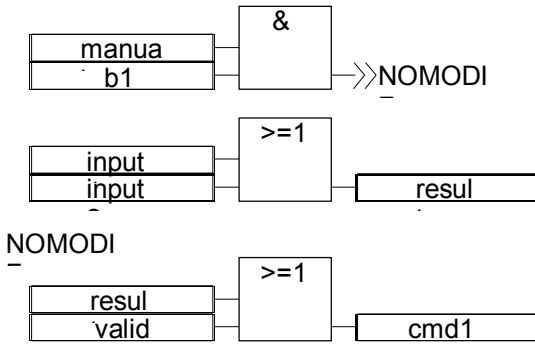 &
manua
b1
NOMODI
>=1
input
input
resul
NOMODI
>=1
resul
valid
cmd1